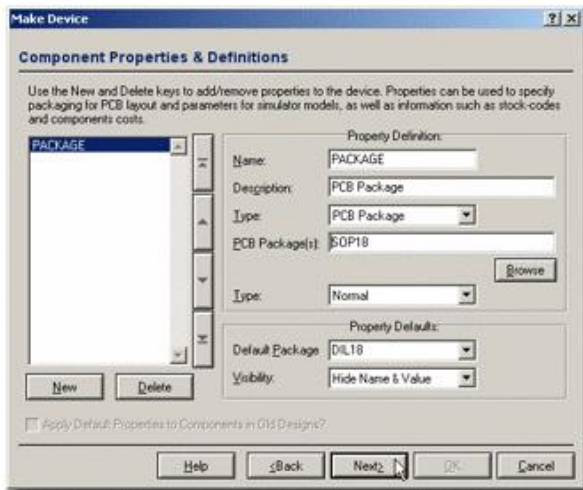 Make Device
Component Properties & Definitions
Use the New and Delete keys to add/remove properties to the device. Properties can be used to specify
packaging for PCB layout and parameters for simulator models, as well as information such as stock-codes
and components costs.
PACKAGE
Property Definition:
Name: PACKAGE
Description: PCB Package
Type: PCB Package
PCB Package(s): SOP18
Browse
Type: Normal
Property Defaults:
Default Package DIL18
Visibility: Hide Name & Value
New Delete
Apply Default Properties to Components in Old Designs?
Help <Back Next> OK Cancel